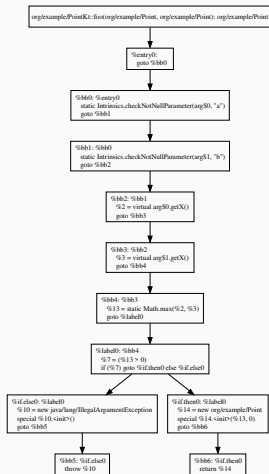 org/example/PointKt::foo(org/example/Point, org/example/Point): org/example/Point
%entry0:
goto %bb0
%bb0: %entry0
static Intrinsics.checkNotNullParameter(arg$0, "a")
goto %bb1
%bb1: %bb0
static Intrinsics.checkNotNullParameter(arg$1, "b")
goto %bb2
%bb2: %bb1
%2 = virtual arg$0.getX()
goto %bb3
%bb3: %bb2
%3 = virtual arg$1.getX()
goto %bb4
%bb4: %bb3
%13 = static Math.max(%2, %3)
goto %label0
%label0: %bb4
%7 = (%13 > 0)
if (%7) goto %if.then0 else %if.else0
%if.else0: %label0
%10 = new java/lang/IllegalArgumentException
special %10.<init>()
goto %bb5
%if.then0: %label0
%14 = new org/example/Point
special %14.<init>(%13, 0)
goto %bb6
%bb5: %if.else0
throw %10
%bb6: %if.then0
return %14